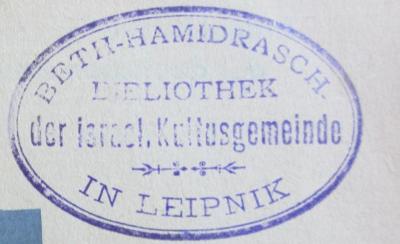 BETH-HAMIDRASCH.
BIBLIOTHEK
der israel. Kultusgemeinde
IN LEIPNIK